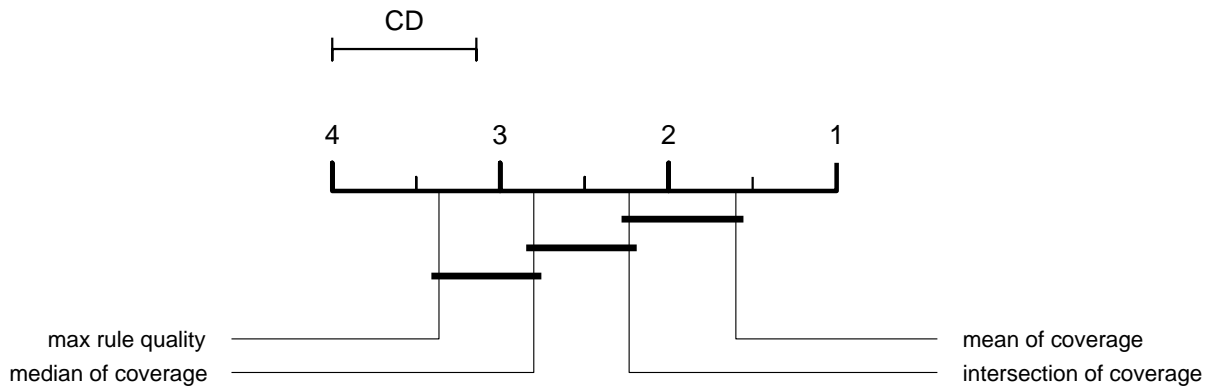 CD
4 3 2 1
max rule quality
mean of coverage
median of coverage
intersection of coverage